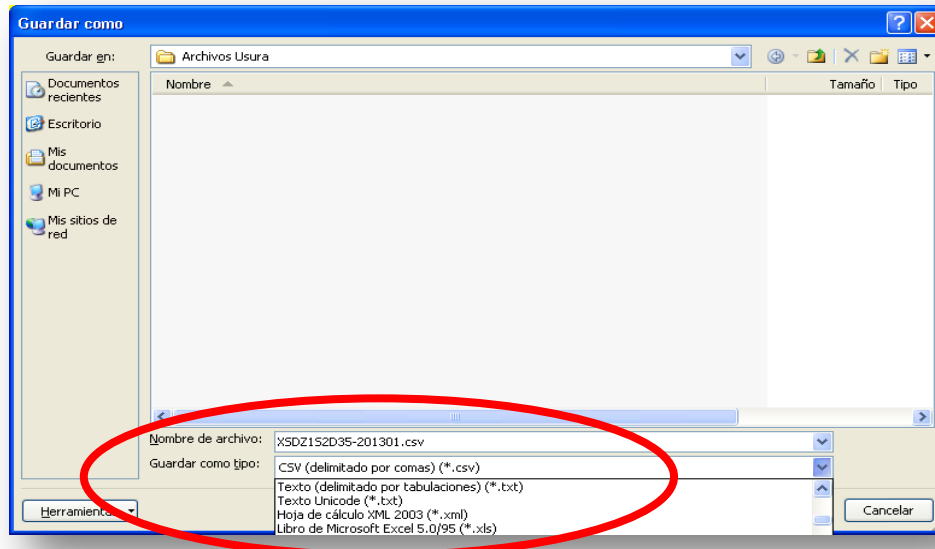 Guardar como
Guardar en:
Archivos Usura
Documentos
recientes
Escritorio
Mis
documentos
Mi PC
Mis sitios de
red
Nombre
Tamaño
Tipo
Nombre de archivo:
XSDZ1S2D35-201301.csv
Guardar como tipo:
CSV (delimitado por comas) (*.csv)
Texto (delimitado por tabulaciones) (*.txt)
Texto Unicode (*.txt)
Hoja de cálculo XML 2003 (*.xml)
Libro de Microsoft Excel 5.0/95 (*.xls)
Cancelar